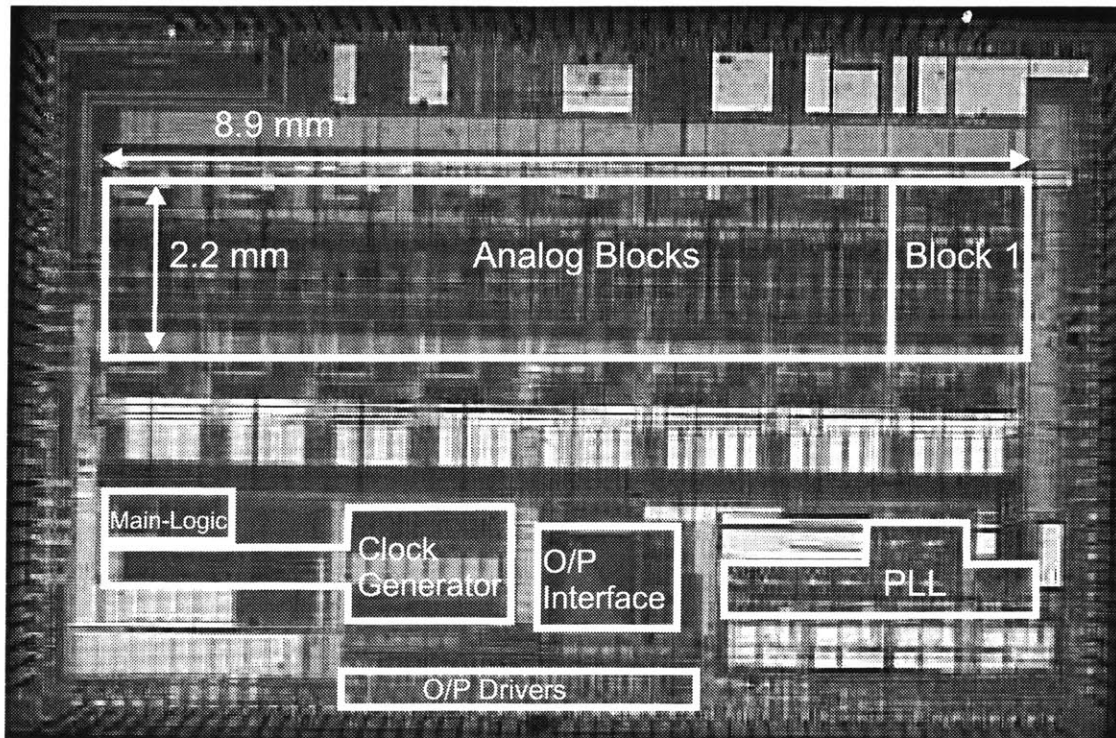 8.9 mm
2.2 mm
Analog Blocks
Block 1
Main-Logic
Clock
Generator
O/P
Interface
PLL
O/P Drivers